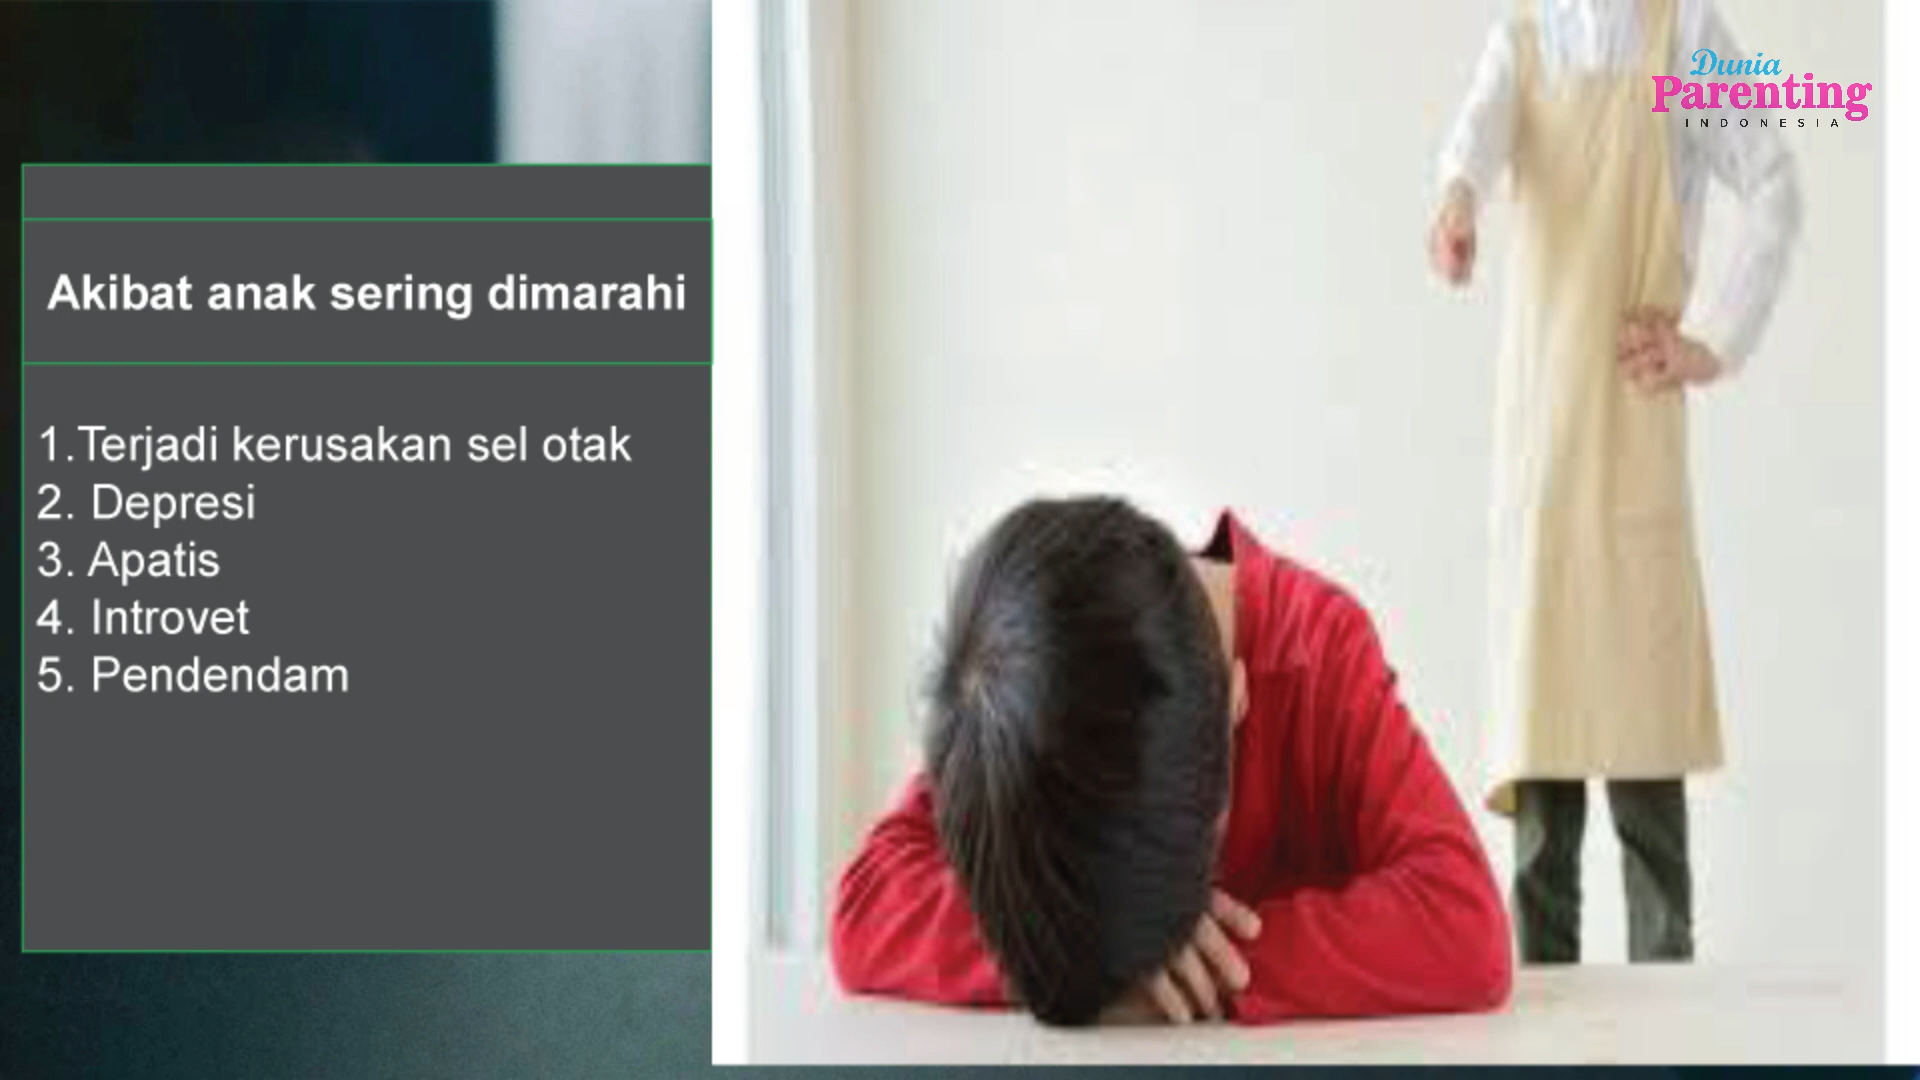 Dunia
Parenting
INDONESIA
Akibat anak sering dimarahi
1.Terjadi kerusakan sel otak
2. Depresi
3. Apatis
4. Introvet
5. Pendendam